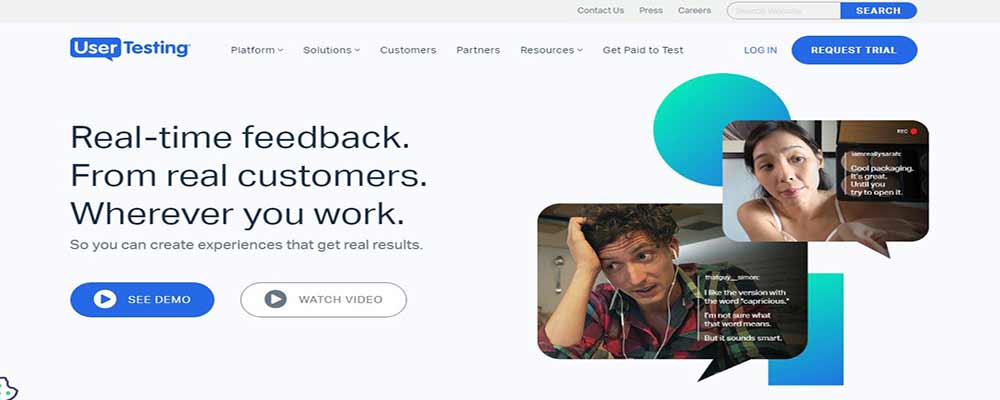 Contact Us Press Careers Search Website SEARCH
UserTesting Platform Solutions Customers Partners Resources Get Paid to Test LOG IN REQUEST TRIAL
Real-time feedback.
From real customers.
Wherever you work.
So you can create experiences that get real results.
SEE DEMO WATCH VIDEO
REC
iamreallysarah:
Cool packaging.
It's great.
Until you
try to open it.
thatguy__simon:
I like the version with
the word "capricious."
I'm not sure what
that word means.
But it sounds smart.